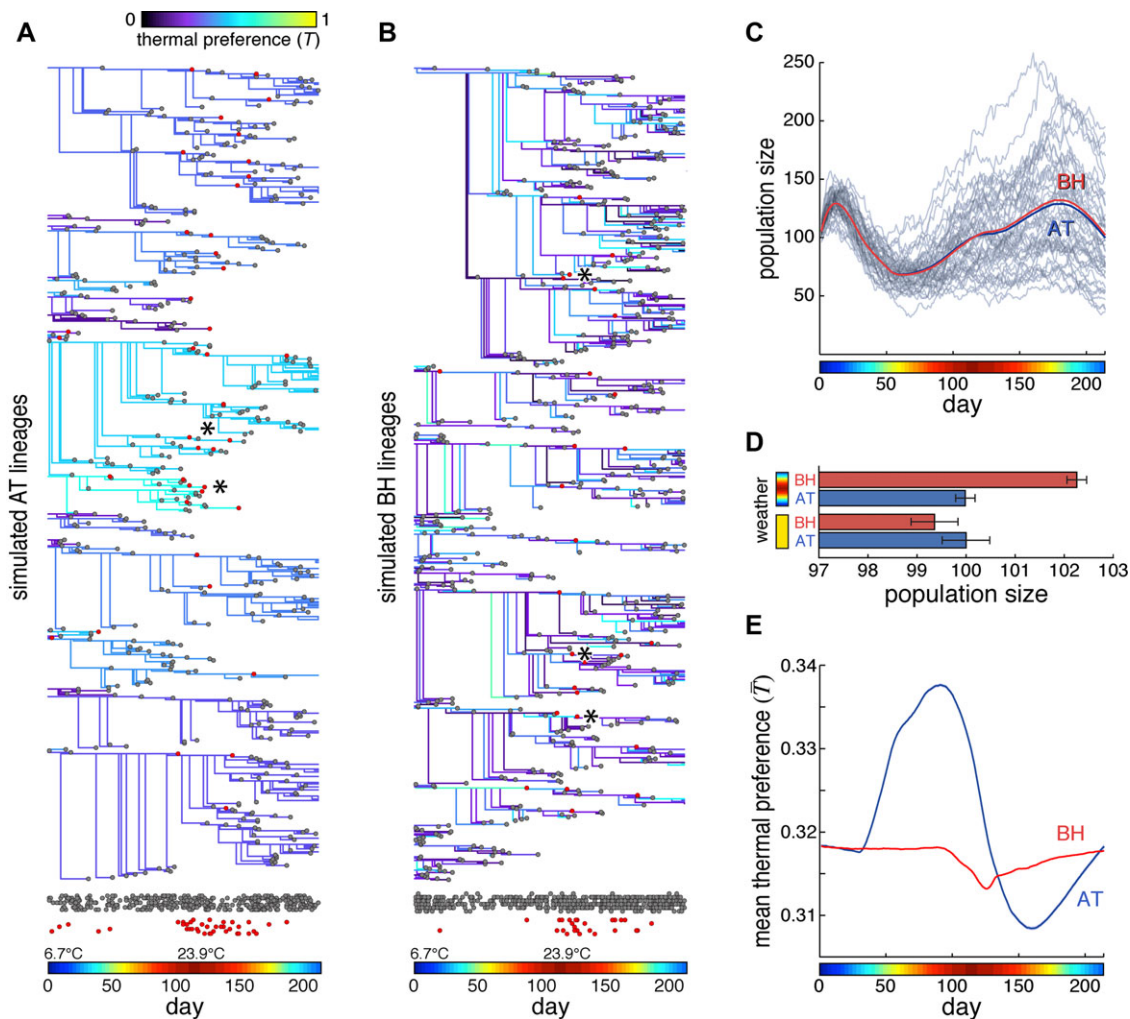 A
0
1
thermal preference (T)
simulated AT lineages
*
*
6.7°C
23.9°C
0 50 100 150 200
day
B
simulated BH lineages
*
*
*
6.7°C
23.9°C
0 50 100 150 200
day
C
population size
250
200
150
100
50
BH
AT
0 50 100 150 200
day
D
weather
BH
AT
BH
AT
97 98 99 100 101 102 103
population size
E
mean thermal preference (T̅)
0.34
0.33
0.32
0.31
BH
AT
0 50 100 150 200
day